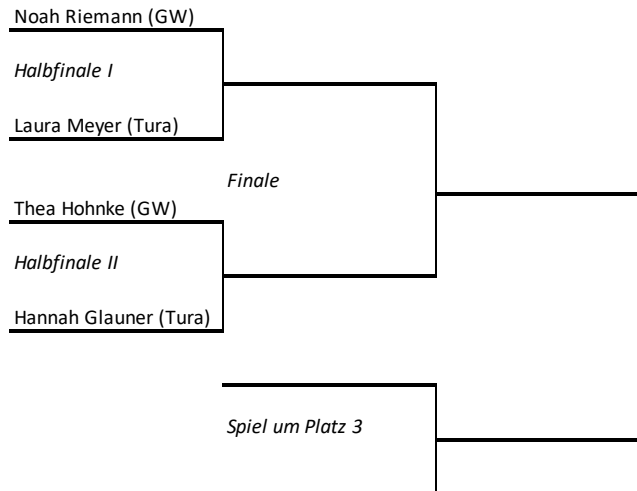 Noah Riemann (GW)
Halbfinale I
Laura Meyer (Tura)
Finale
Thea Hohnke (GW)
Halbfinale II
Hannah Glauner (Tura)
Spiel um Platz 3